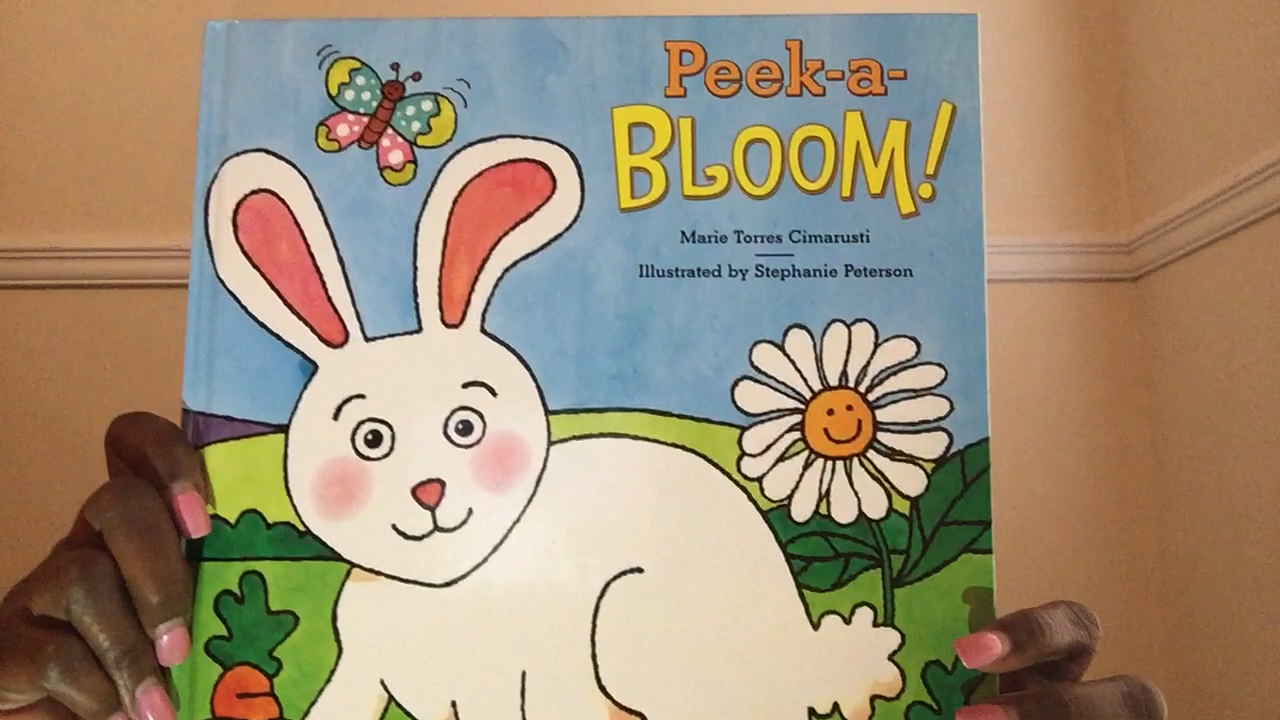 Peek-a-
BLOOM!
Marie Torres Cimarusti
Illustrated by Stephanie Peterson